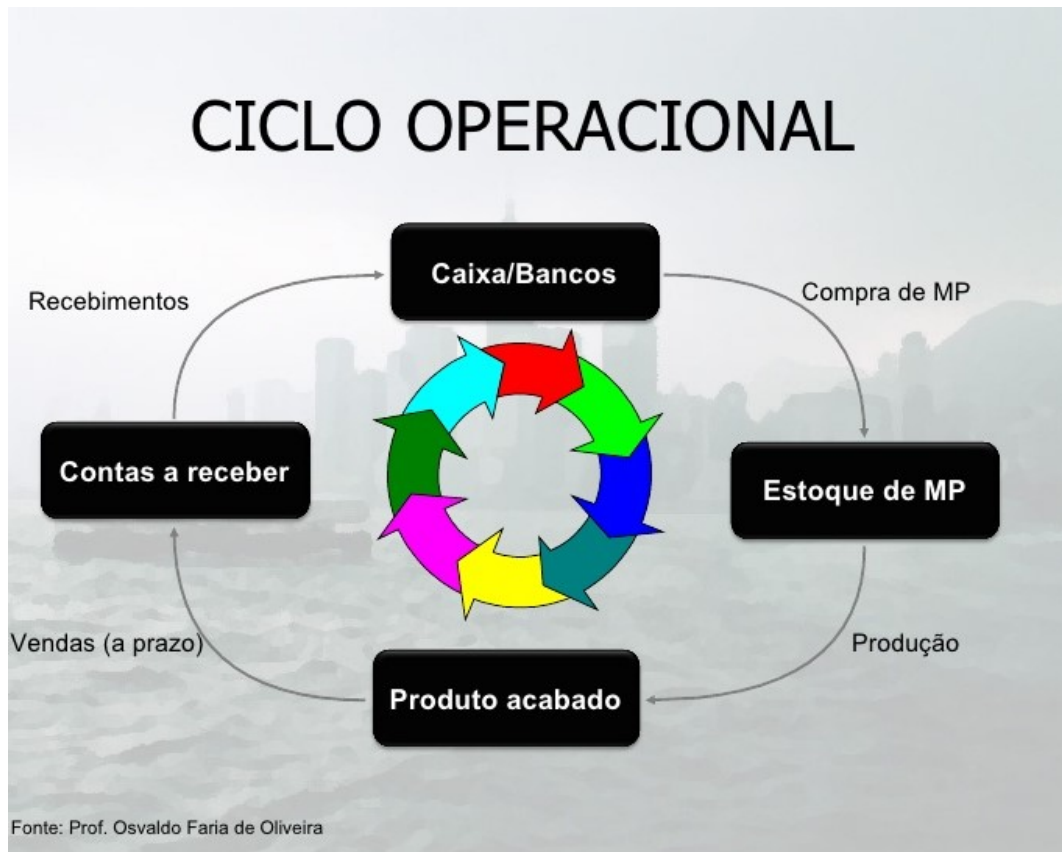 CICLO OPERACIONAL
Caixa/Bancos
Recebimentos
Compra de MP
Contas a receber
Estoque de MP
Vendas (a prazo)
Produção
Produto acabado
Fonte: Prof. Osvaldo Faria de Oliveira